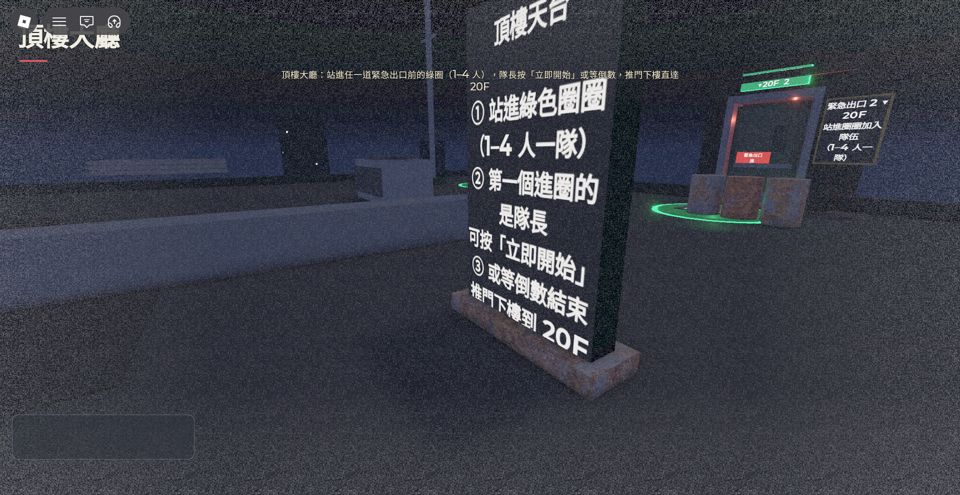 頂樓大廳
頂樓大廳：站進任一道緊急出口前的綠圈（1–4 人），隊長按「立即開始」或等倒數，推門下樓直達
20F
頂樓天台
① 站進綠色圈圈
（1–4 人一隊）
② 第一個進圈的
是隊長
可按「立即開始」
③ 或等倒數結束
推門下樓到 20F
▼20F 2
緊急出口 2 ▼
20F
站進圈圈加入
隊伍
（1–4 人一
隊）
緊急出口